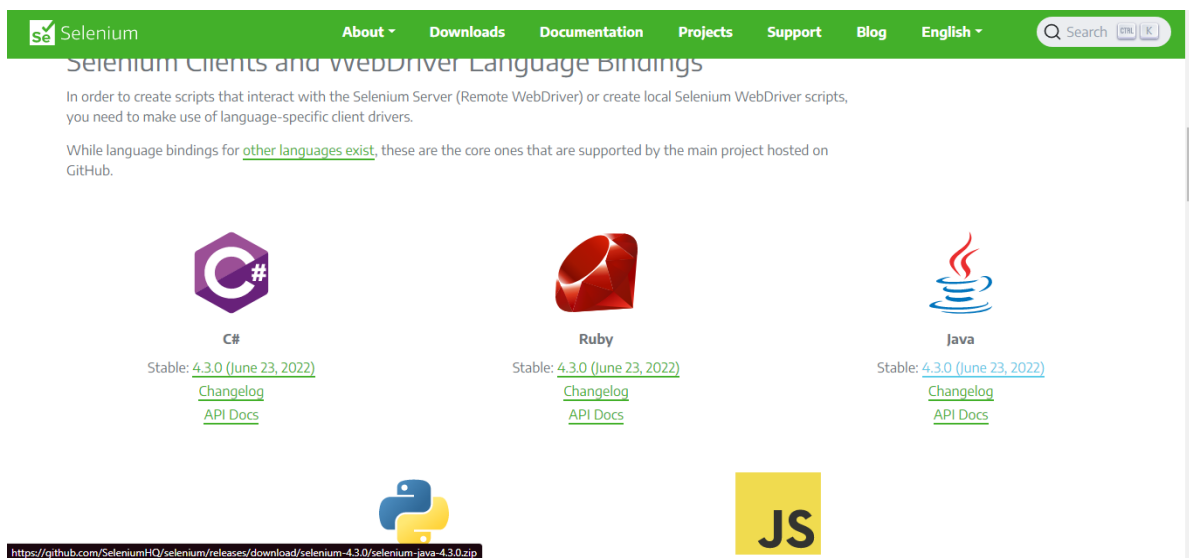 Se Selenium About Downloads Documentation Projects Support Blog English Search CTRL K
Selenium Clients and WebDriver Language Bindings
In order to create scripts that interact with the Selenium Server (Remote WebDriver) or create local Selenium WebDriver scripts,
you need to make use of language-specific client drivers.
While language bindings for other languages exist, these are the core ones that are supported by the main project hosted on
GitHub.
C#
C# Ruby Java
Stable: 4.3.0 (June 23, 2022) Stable: 4.3.0 (June 23, 2022) Stable: 4.3.0 (June 23, 2022)
Changelog Changelog Changelog
API Docs API Docs API Docs
JS
https://github.com/SeleniumHQ/selenium/releases/download/selenium-4.3.0/selenium-java-4.3.0.zip